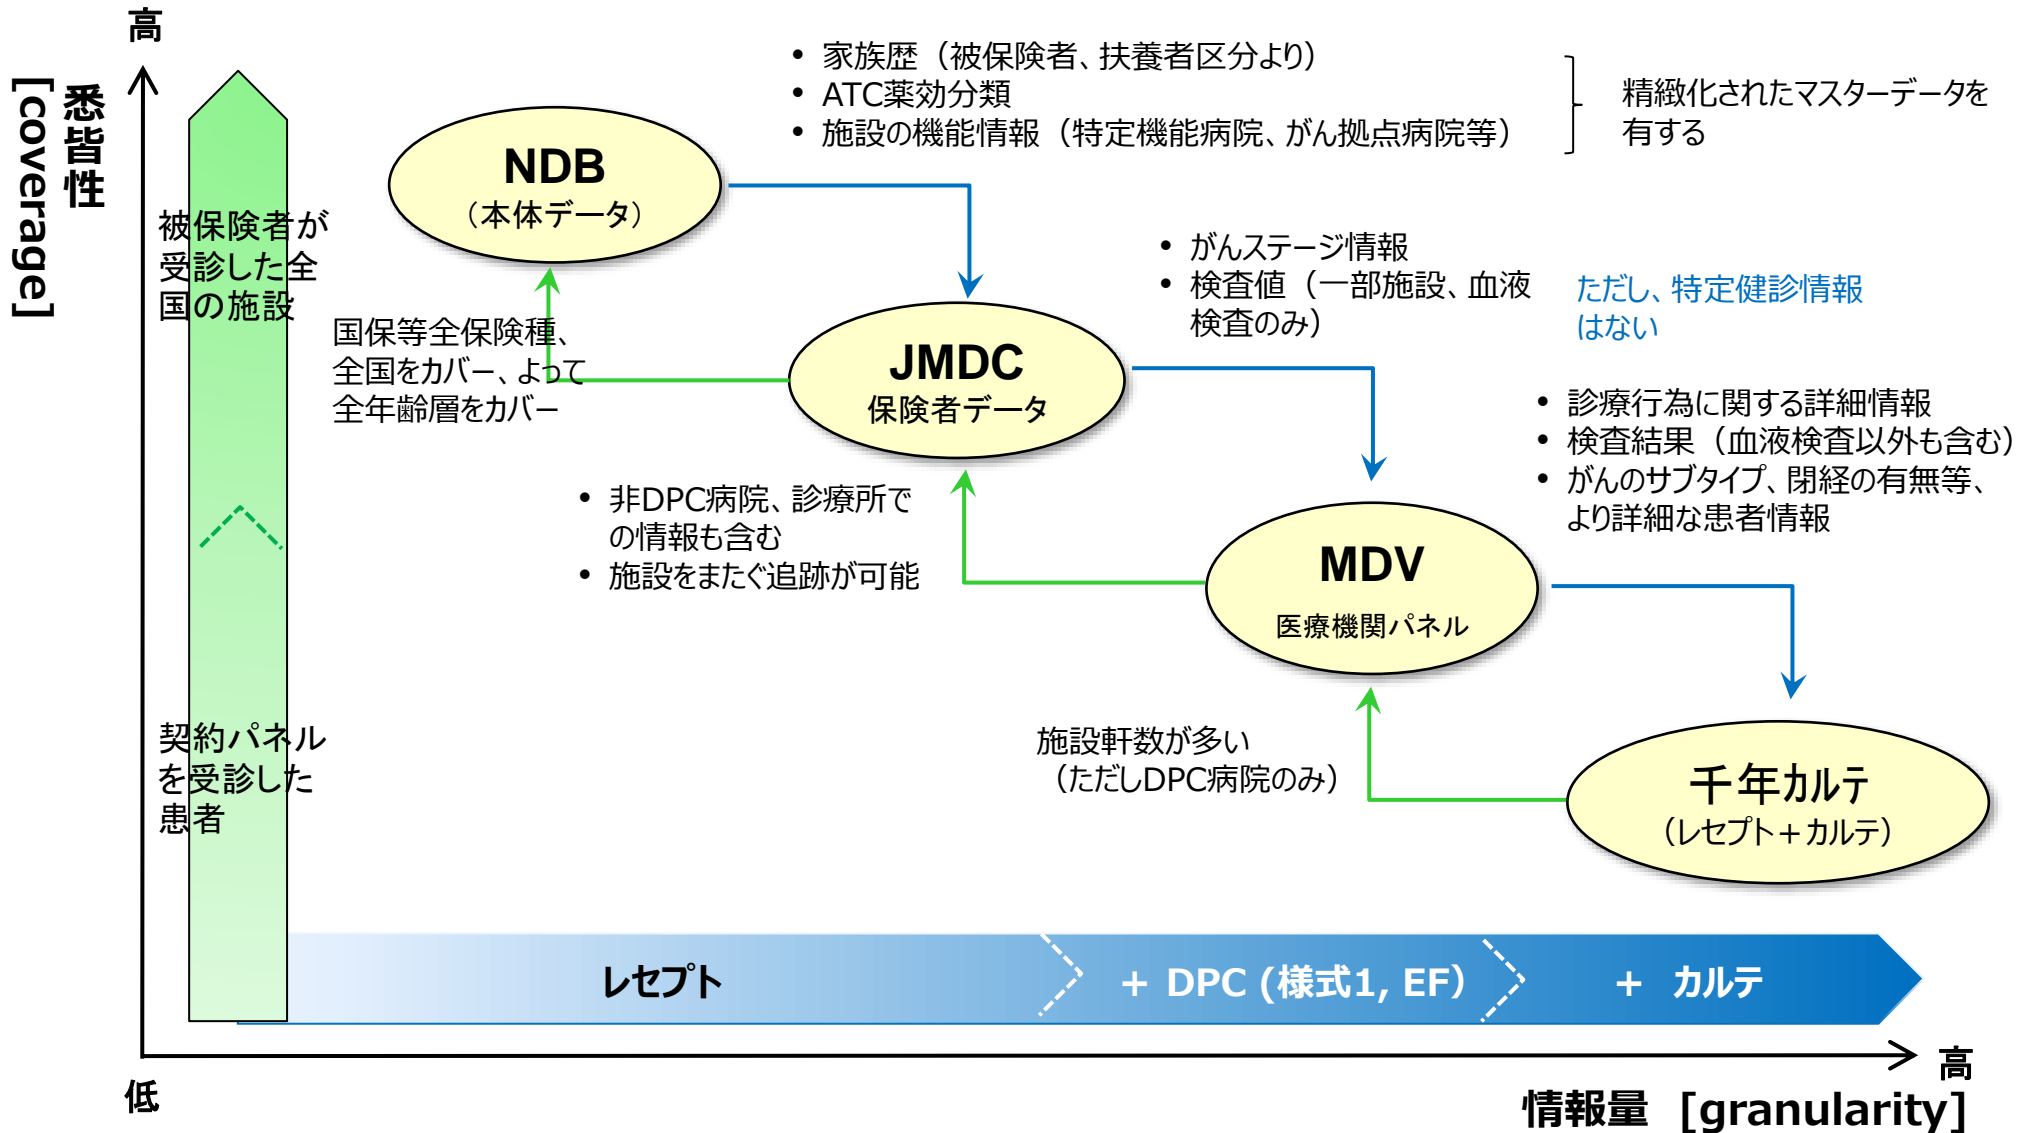 高
悉皆性
[coverage]
• 家族歴（被保険者、扶養者区分より）
• ATC薬効分類
• 施設の機能情報（特定機能病院、がん拠点病院等）
精緻化されたマスターデータを
有する
NDB
（本体データ）
被保険者が
受診した全
国の施設
• がんステージ情報
• 検査値（一部施設、血液
検査のみ）
ただし、特定健診情報
はない
国保等全保険種、
全国をカバー、よって
全年齢層をカバー
JMDC
保険者データ
• 診療行為に関する詳細情報
• 検査結果（血液検査以外も含む）
• がんのサブタイプ、閉経の有無等、
より詳細な患者情報
• 非DPC病院、診療所で
の情報も含む
• 施設をまたぐ追跡が可能
MDV
医療機関パネル
契約パネル
を受診した
患者
施設軒数が多い
（ただしDPC病院のみ）
千年カルテ
（レセプト＋カルテ）
レセプト
+ DPC (様式1, EF）
+ カルテ
低
高
情報量 [granularity]